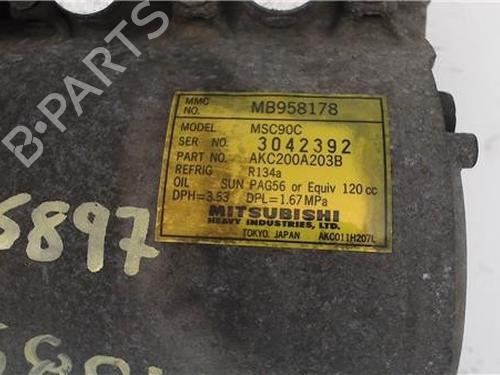 MMC NO. MB958178
MODEL MSC90C
SER NO. 3042392
PART NO. AKC200A203B
REFRIG R134a
OIL SUN PAG56 or Equiv 120 cc
DPH=3.53 DPL=1.67 MPa
MITSUBISHI
HEAVY INDUSTRIES, LTD.
TOKYO, JAPAN AKC011H207L
B-PARTS